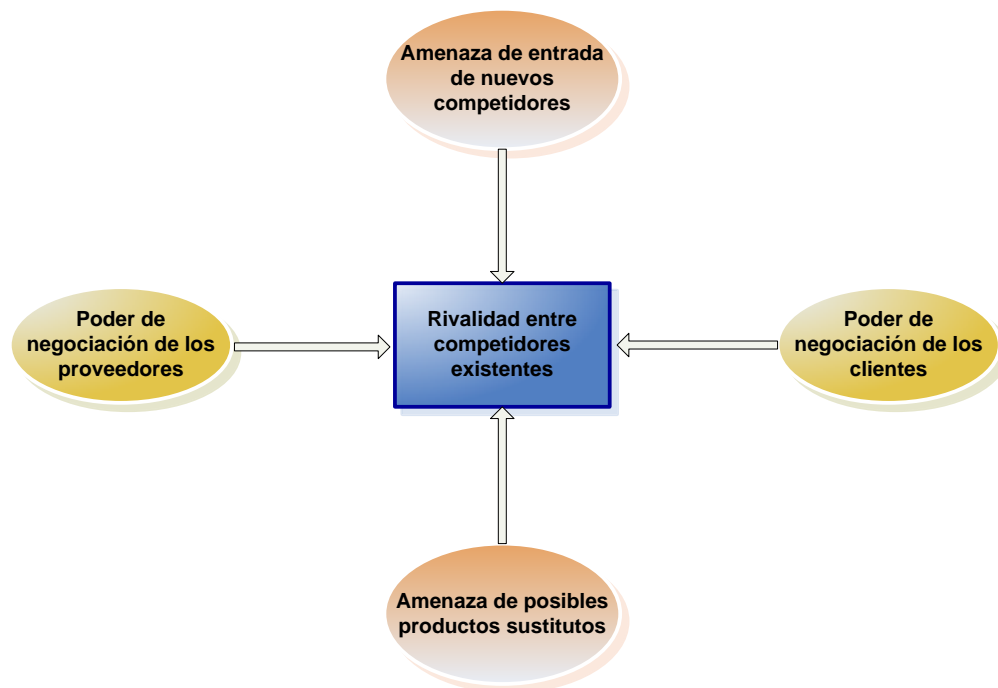 Amenaza de entrada
de nuevos
competidores
Poder de
negociación de los
proveedores
Rivalidad entre
competidores
existentes
Poder de
negociación de los
clientes
Amenaza de posibles
productos sustitutos